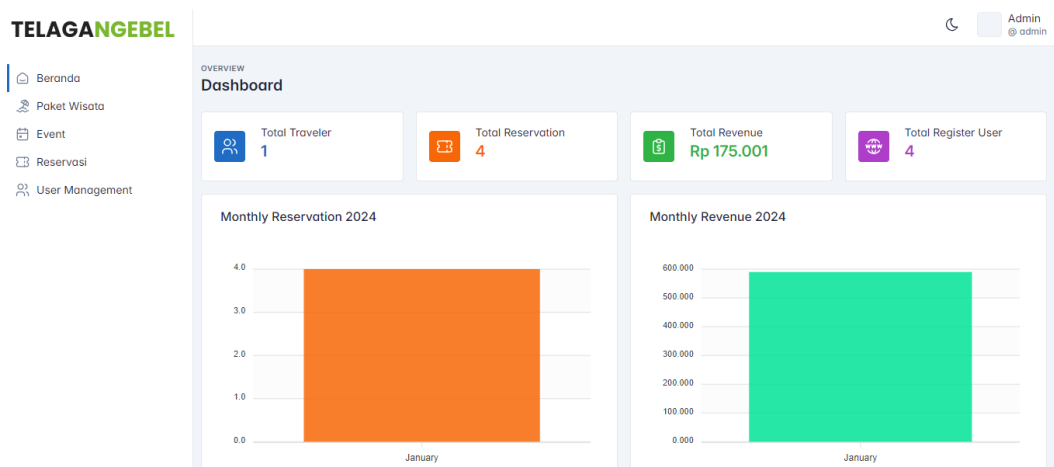 TELAGANGEBEL
Admin
@ admin
Beranda
Paket Wisata
Event
Reservasi
User Management
OVERVIEW
Dashboard
Total Traveler
1
Total Reservation
4
Total Revenue
Rp 175.001
Total Register User
4
Monthly Reservation 2024
4.0
3.0
2.0
1.0
0.0
January
Monthly Revenue 2024
600.000
500.000
400.000
300.000
200.000
100.000
0.000
January